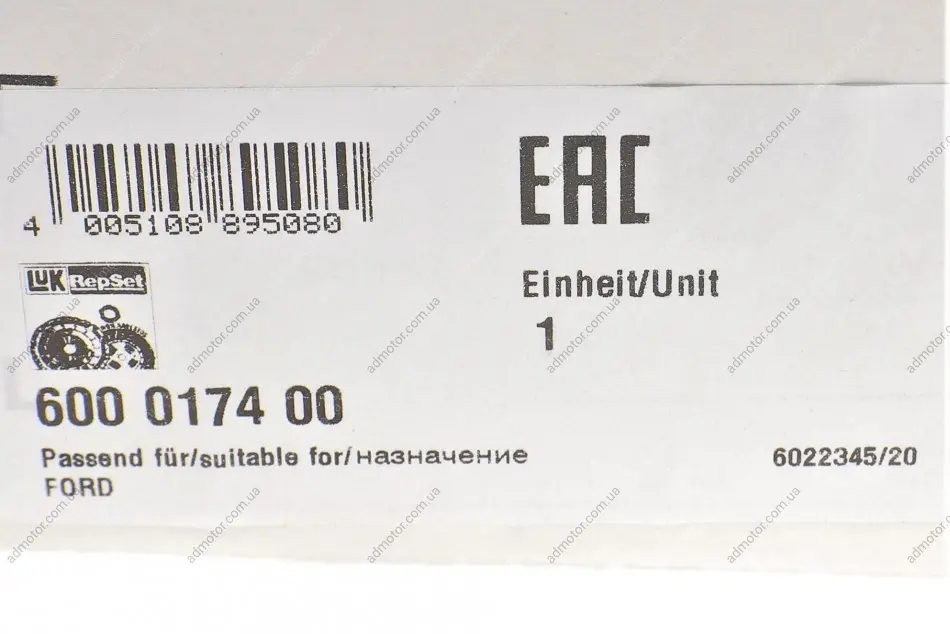 4 005108 895080
EAC
LuK RepSet
Einheit/Unit
1
600 0174 00
Passend für/suitable for/назначение
FORD
6022345/20
admotor.com.ua